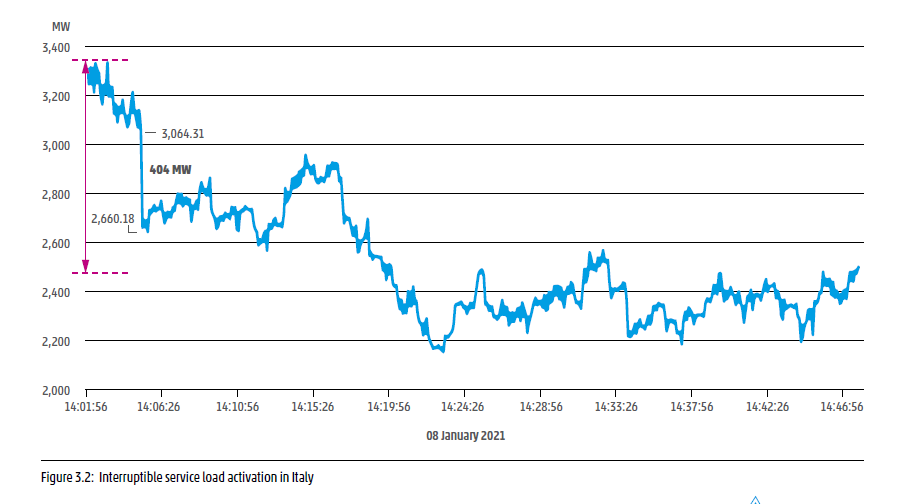 MW
3,400
3,200
3,000
2,800
2,600
2,400
2,200
2,000
3,064.31
404 MW
2,660.18
14:01:56 14:06:26 14:10:56 14:15:26 14:19:56 14:24:26 14:28:56 14:33:26 14:37:56 14:42:26 14:46:56
08 January 2021
Figure 3.2: Interruptible service load activation in Italy